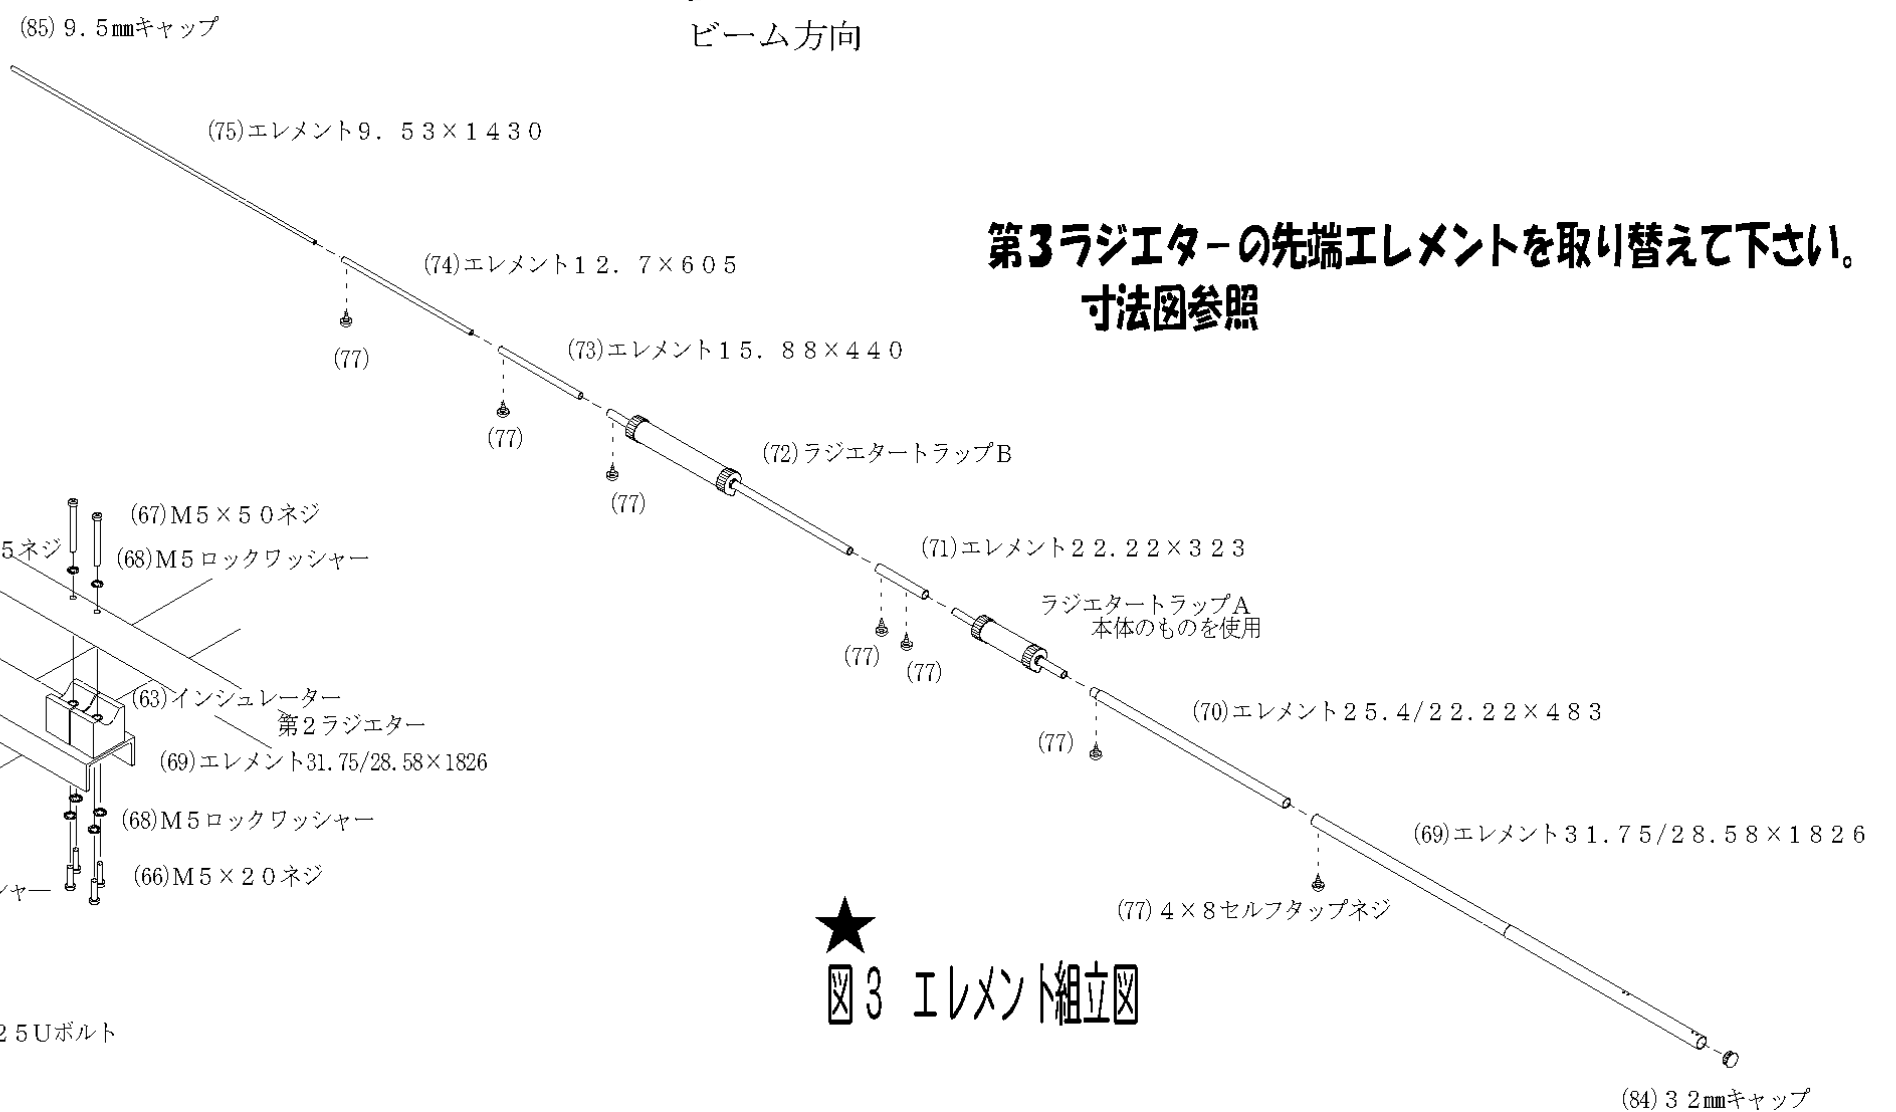 (85)９.５㎜キャップ
ビーム方向
(75)エレメント９．５３×１４３０
(74)エレメント１２．７×６０５
第３ラジエターの先端エレメントを取り替えて下さい。
寸法図参照
(77)
(73)エレメント１５．８８×４４０
(77)
(72)ラジエタートラップＢ
(77)
(67)Ｍ５×５０ネジ
５ネジ
(68)Ｍ５ロックワッシャー
(71)エレメント２２.２２×３２３
ラジエタートラップＡ
本体のものを使用
(77)
(77)
(63)インシュレーター
第２ラジエター
(70)エレメント２５.４/２２.２２×４８３
(77)
(69)エレメント31.75/28.58×1826
(68)Ｍ５ロックワッシャー
(69)エレメント３１.７５/２８.５８×１８２６
(66)Ｍ５×２０ネジ
シャー
(77)４×８セルフタップネジ
★
図３ エレメント組立図
２５Ｕボルト
(84)３２㎜キャップ